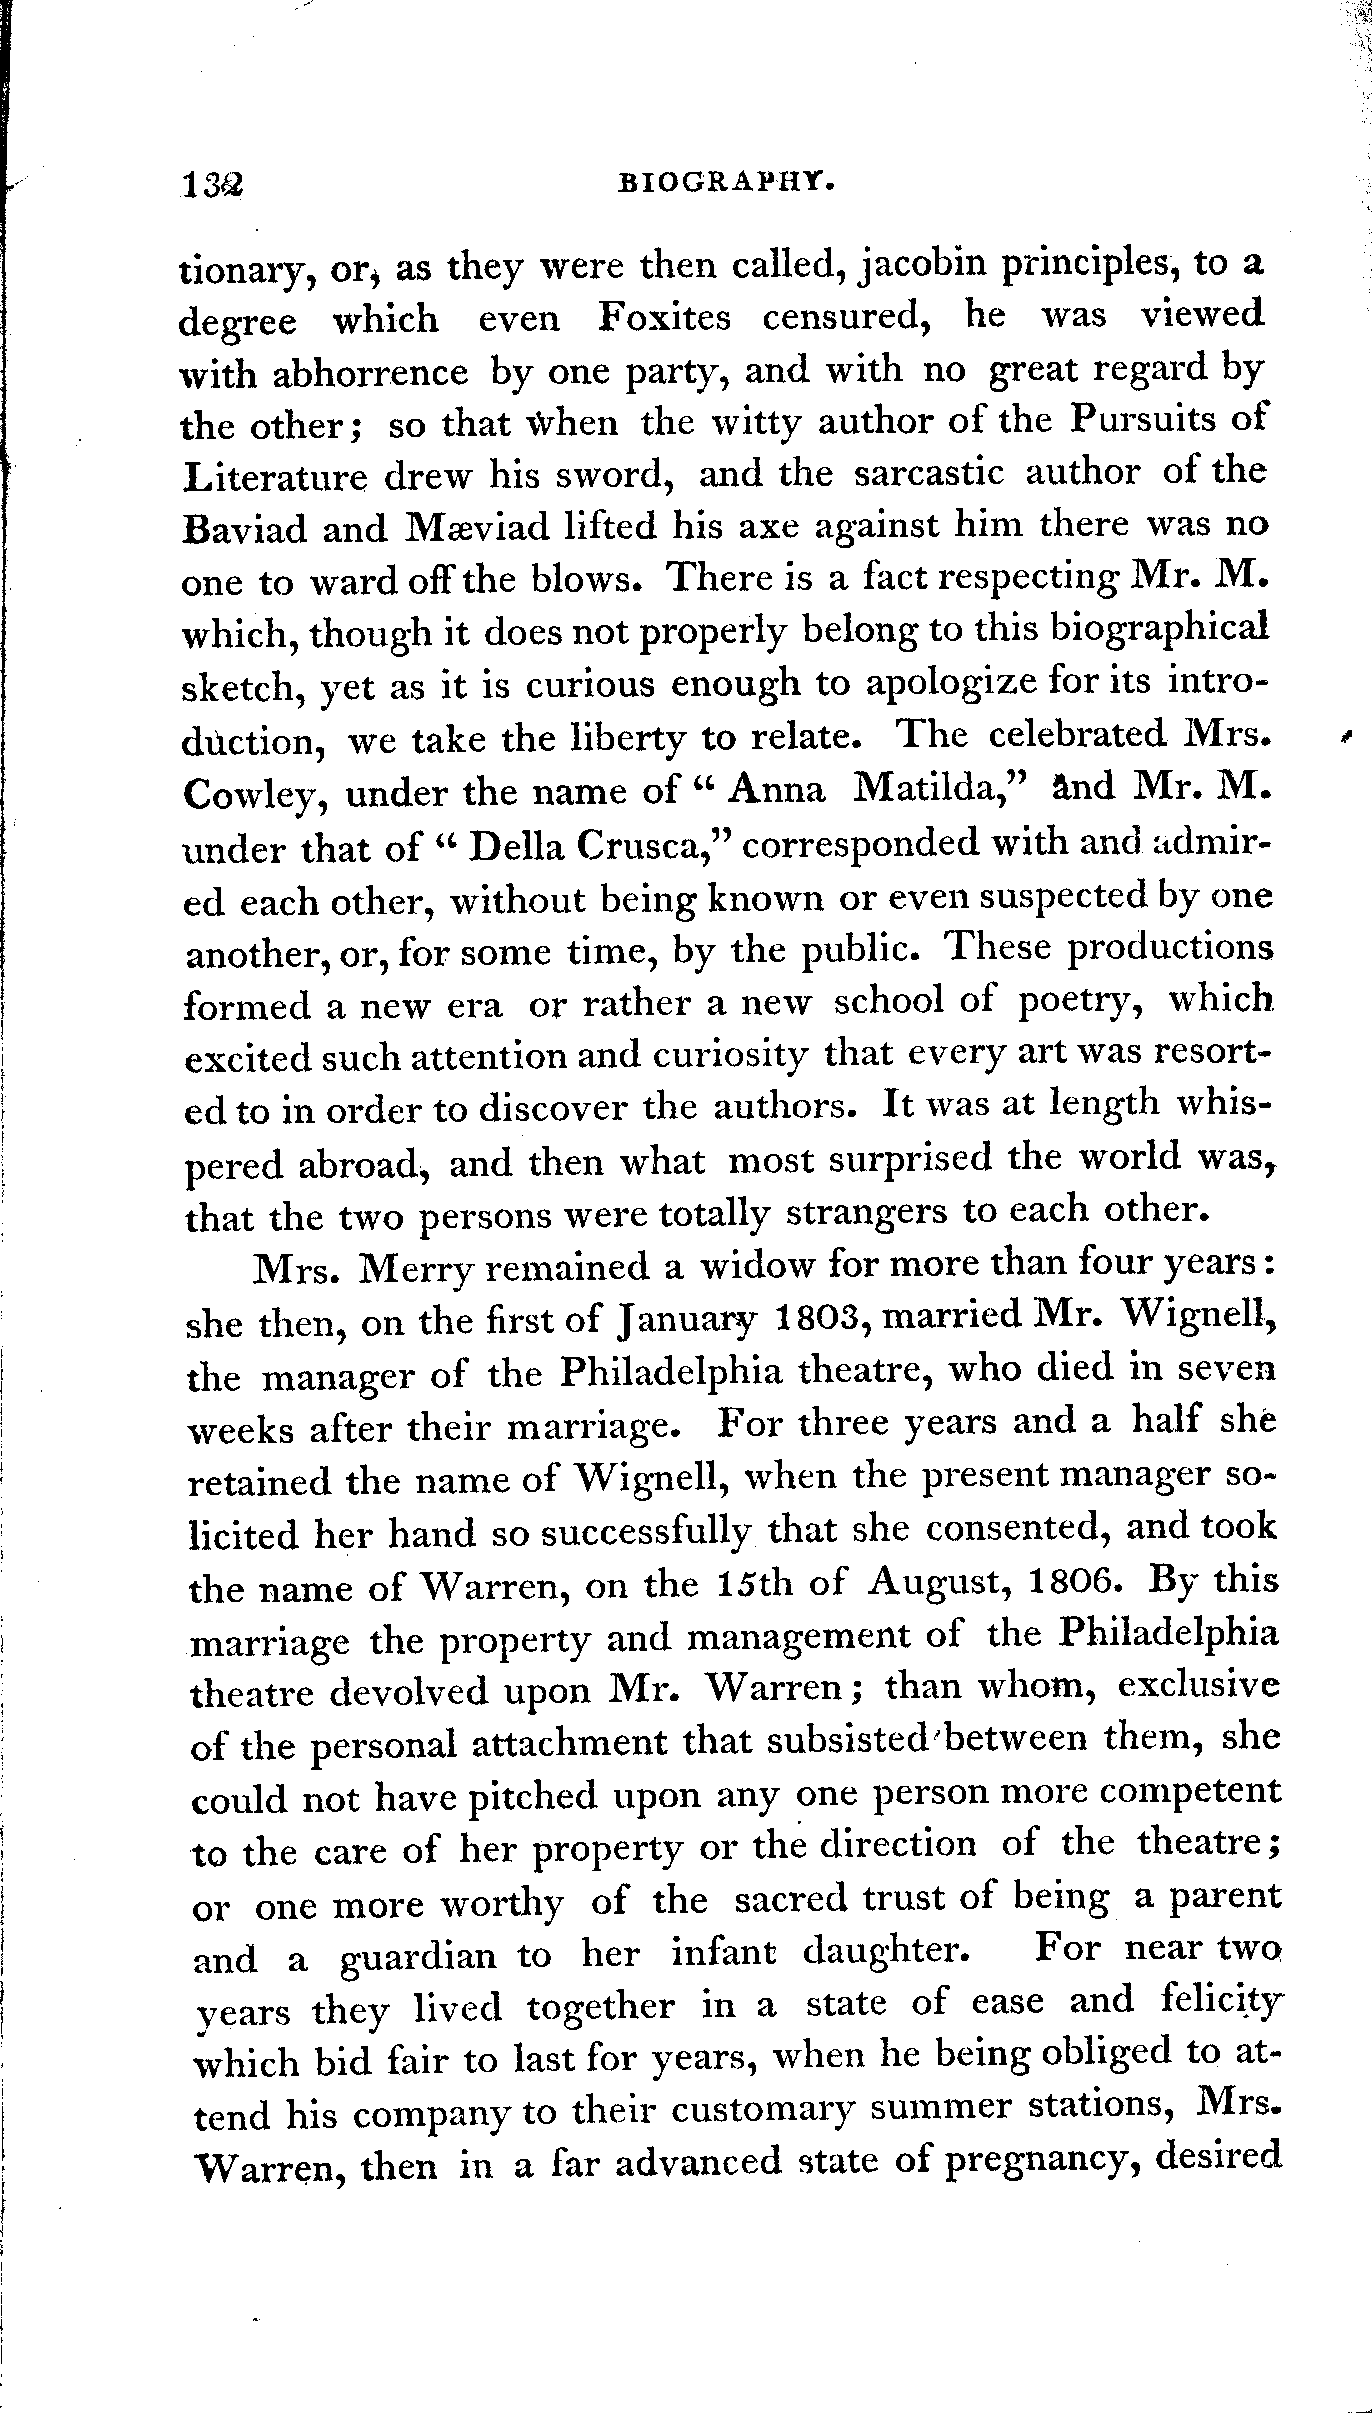 132 BIOGRAPHY.
tionary, or, as they were then called, jacobin principles, to a
degree which even Foxites censured, he was viewed
with abhorrence by one party, and with no great regard by
the other; so that when the witty author of the Pursuits of
Literature drew his sword, and the sarcastic author of the
Baviad and Mæviad lifted his axe against him there was no
one to ward off the blows. There is a fact respecting Mr. M.
which, though it does not properly belong to this biographical
sketch, yet as it is curious enough to apologize for its intro-
duction, we take the liberty to relate. The celebrated Mrs.
Cowley, under the name of “ Anna Matilda,” and Mr. M.
under that of “ Della Crusca,” corresponded with and admir-
ed each other, without being known or even suspected by one
another, or, for some time, by the public. These productions
formed a new era or rather a new school of poetry, which
excited such attention and curiosity that every art was resort-
ed to in order to discover the authors. It was at length whis-
pered abroad, and then what most surprised the world was,
that the two persons were totally strangers to each other.
Mrs. Merry remained a widow for more than four years:
she then, on the first of January 1803, married Mr. Wignell,
the manager of the Philadelphia theatre, who died in seven
weeks after their marriage. For three years and a half she
retained the name of Wignell, when the present manager so-
licited her hand so successfully that she consented, and took
the name of Warren, on the 15th of August, 1806. By this
marriage the property and management of the Philadelphia
theatre devolved upon Mr. Warren; than whom, exclusive
of the personal attachment that subsisted between them, she
could not have pitched upon any one person more competent
to the care of her property or the direction of the theatre;
or one more worthy of the sacred trust of being a parent
and a guardian to her infant daughter. For near two
years they lived together in a state of ease and felicity
which bid fair to last for years, when he being obliged to at-
tend his company to their customary summer stations, Mrs.
Warren, then in a far advanced state of pregnancy, desired